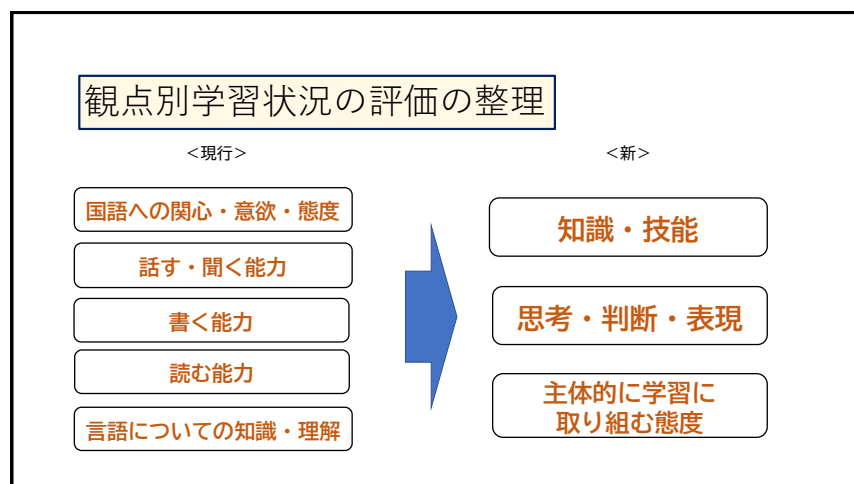 観点別学習状況の評価の整理
＜現行＞
国語への関心・意欲・態度
話す・聞く能力
書く能力
読む能力
言語についての知識・理解
＜新＞
知識・技能
思考・判断・表現
主体的に学習に
取り組む態度